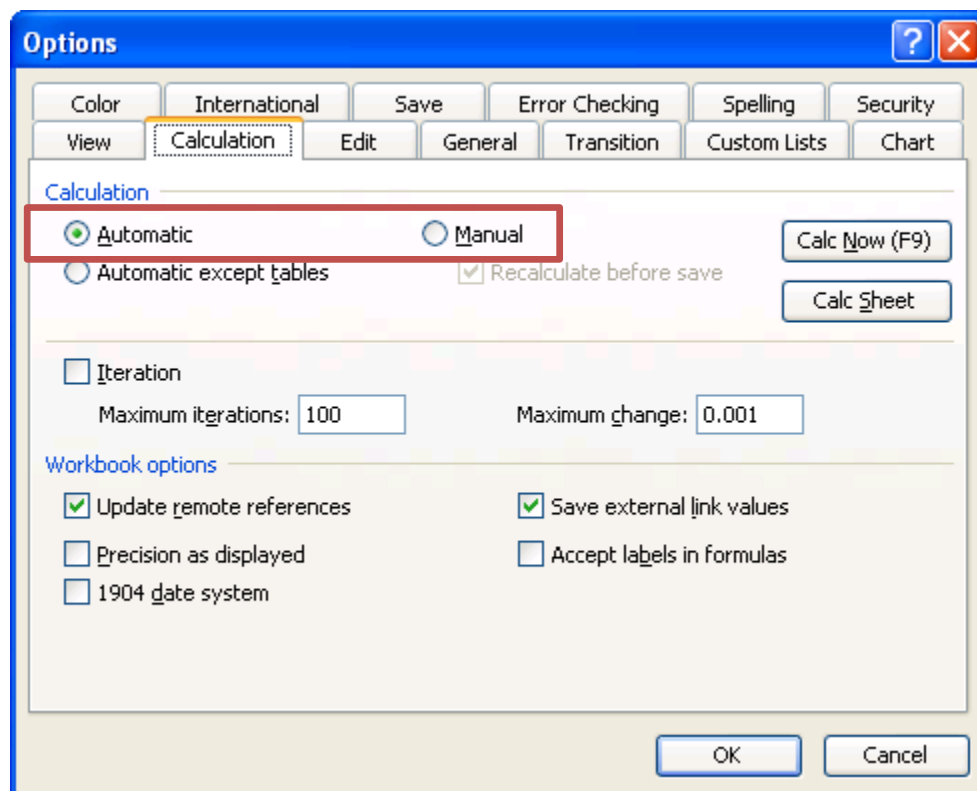 Options
Color International Save Error Checking Spelling Security
View Calculation Edit General Transition Custom Lists Chart
Calculation
Automatic Manual Calc Now (F9)
Automatic except tables Recalculate before save
Calc Sheet
Iteration
Maximum iterations: 100 Maximum change: 0.001
Workbook options
Update remote references Save external link values
Precision as displayed Accept labels in formulas
1904 date system
OK Cancel